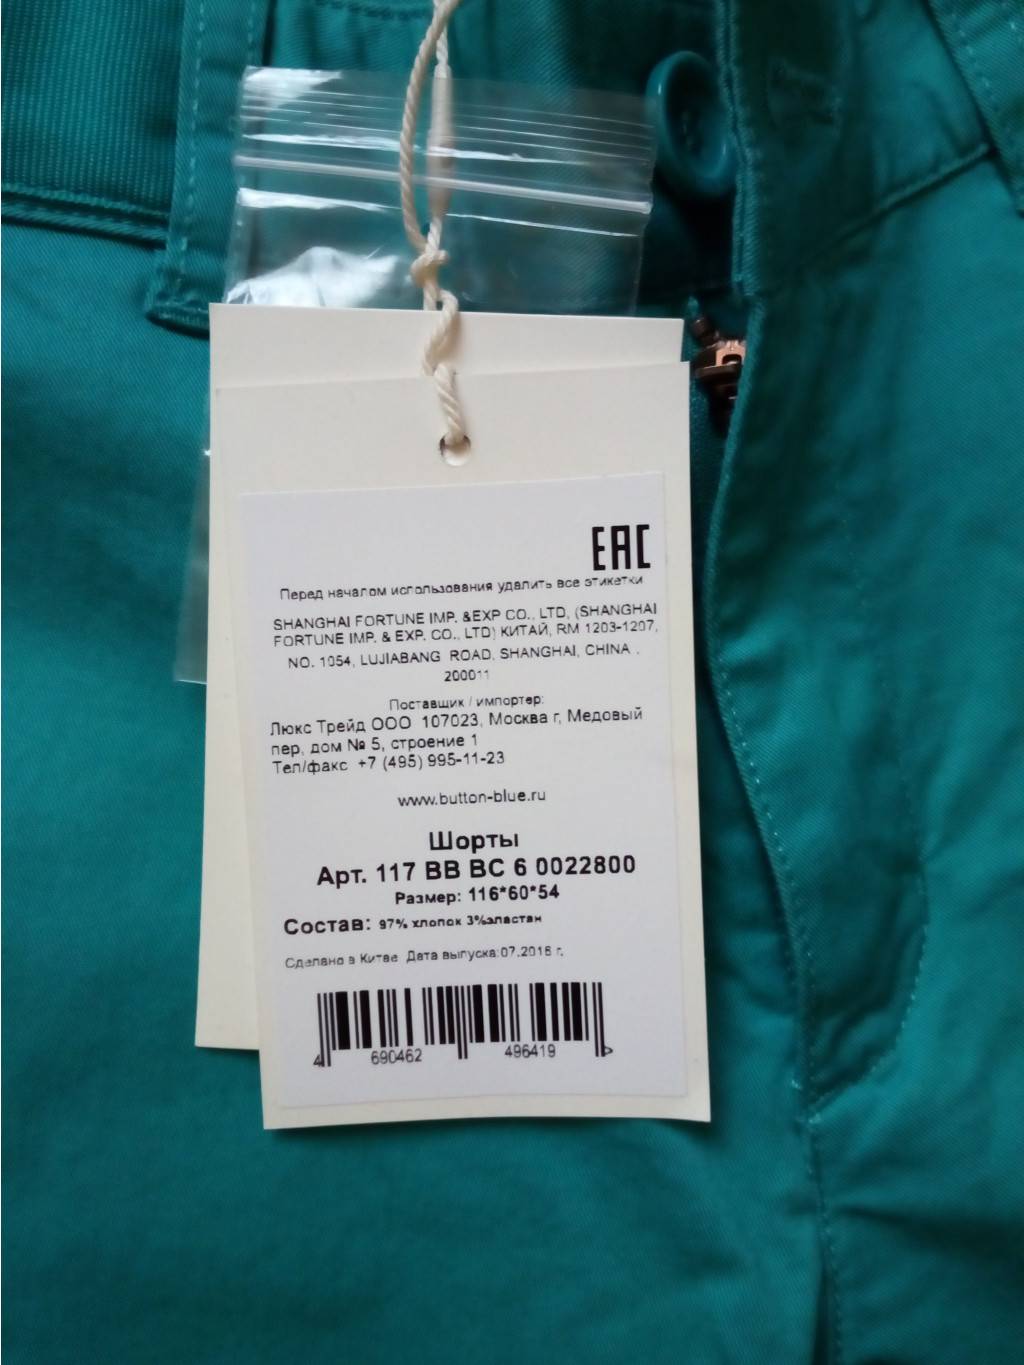 EAC
Перед началом использования удалить все этикетки
SHANGHAI FORTUNE IMP. &EXP CO., LTD, (SHANGHAI
FORTUNE IMP. & EXP. CO., LTD) КИТАЙ, RM 1203-1207,
NO. 1054, LUJIABANG ROAD, SHANGHAI, CHINA .
200011
Поставщик / импортер:
Люкс Трейд ООО 107023, Москва г, Медовый
пер, дом № 5, строение 1
Тел/факс +7 (495) 995-11-23
www.button-blue.ru
Шорты
Арт. 117 BB BC 6 0022800
Размер: 116*60*54
Состав: 97% хлопок 3%эластан
Сделано в Китае Дата выпуска:07.2016 г.
4 690462 496419 >